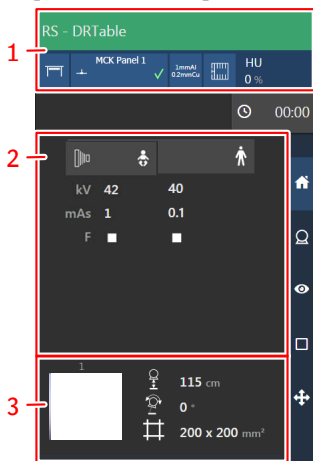 RS - DRTable
1
MCK Panel 1
1mmAl
0.2mmCu
HU
0 %
00:00
2
kV 42 40
mAs 1 0.1
F
1
115 cm
3
0 °
200 x 200 mm²